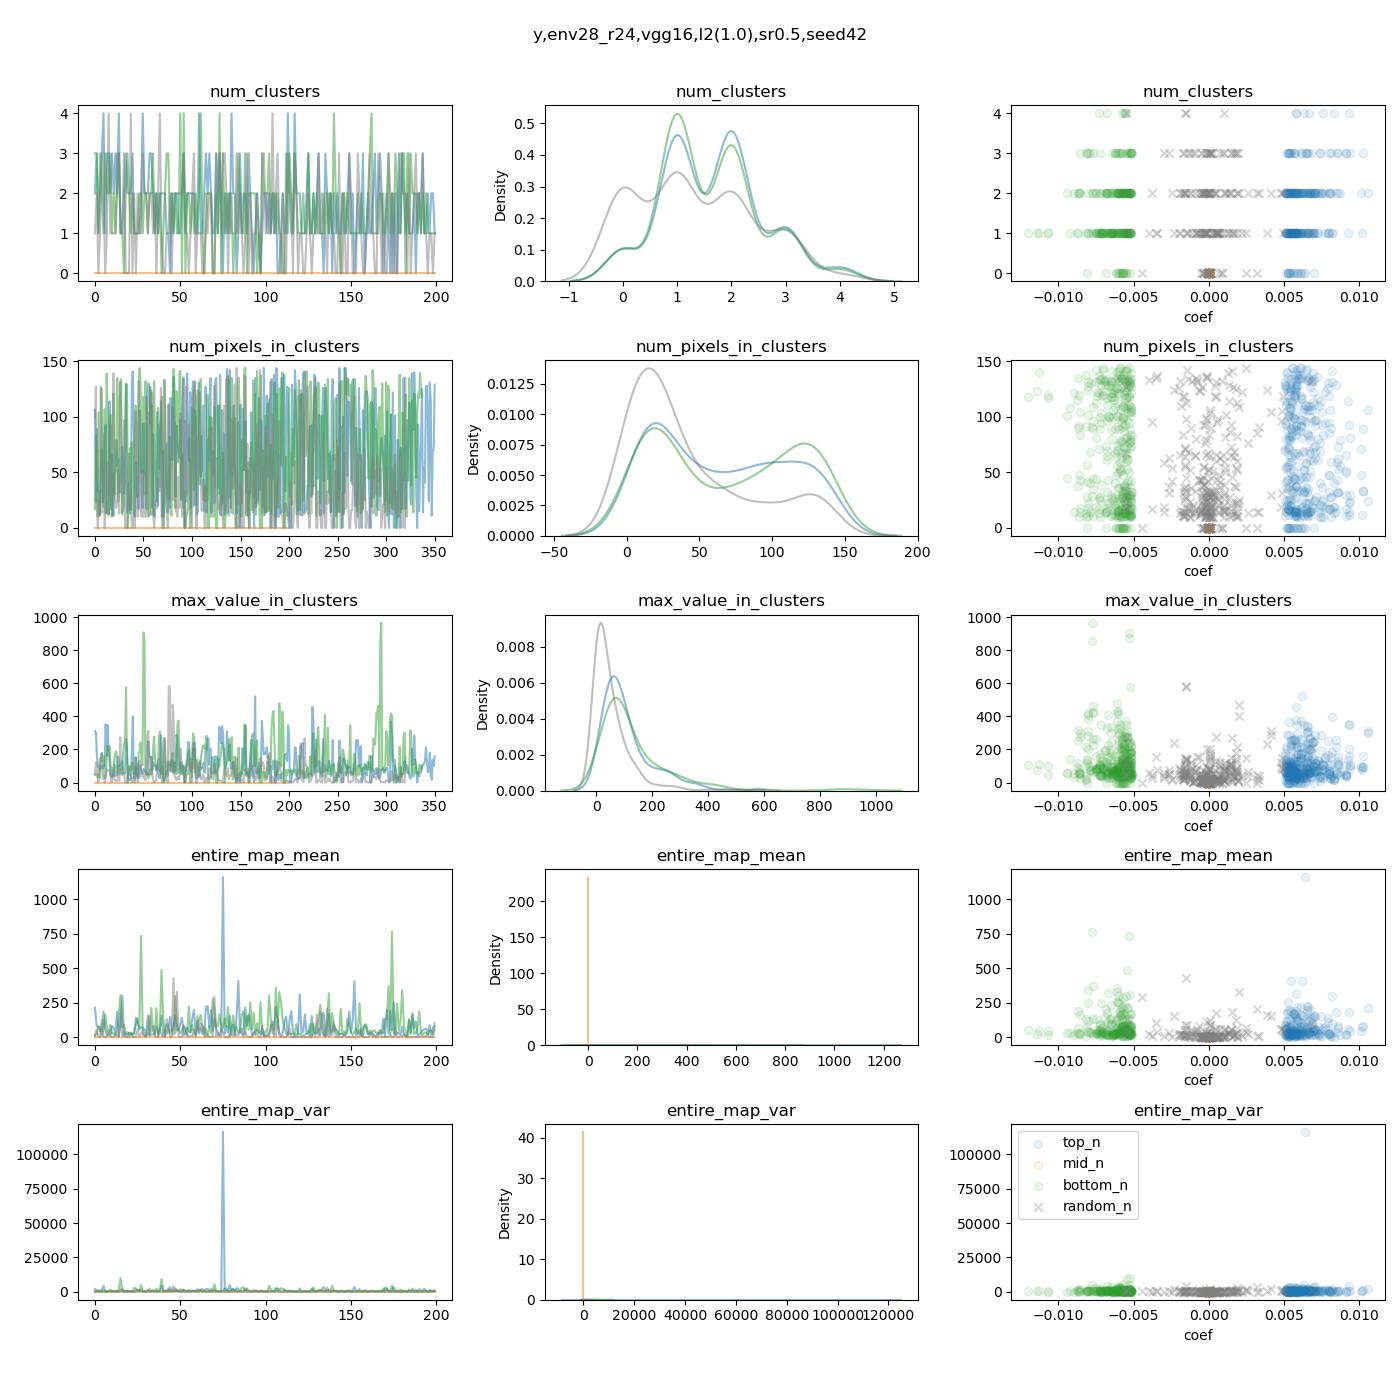 y,env28_r24,vgg16,l2(1.0),sr0.5,seed42
num_clusters
4
3
2
1
0
0 50 100 150 200
num_clusters
Density
0.5
0.4
0.3
0.2
0.1
0.0
−1 0 1 2 3 4 5
num_clusters
4
3
2
1
0
−0.010 −0.005 0.000 0.005 0.010
coef
num_pixels_in_clusters
150
100
50
0
0 50 100 150 200 250 300 350
num_pixels_in_clusters
Density
0.0125
0.0100
0.0075
0.0050
0.0025
0.0000
−50 0 50 100 150 200
num_pixels_in_clusters
150
100
50
0
−0.010 −0.005 0.000 0.005 0.010
coef
max_value_in_clusters
1000
800
600
400
200
0
0 50 100 150 200 250 300 350
max_value_in_clusters
Density
0.008
0.006
0.004
0.002
0.000
0 200 400 600 800 1000
max_value_in_clusters
1000
800
600
400
200
0
−0.010 −0.005 0.000 0.005 0.010
coef
entire_map_mean
1000
750
500
250
0
0 50 100 150 200
entire_map_mean
Density
200
150
100
50
0
0 200 400 600 800 1000 1200
entire_map_mean
1000
750
500
250
0
−0.010 −0.005 0.000 0.005 0.010
coef
entire_map_var
100000
75000
50000
25000
0
0 50 100 150 200
entire_map_var
Density
40
30
20
10
0
0 20000 40000 60000 80000 100000 120000
entire_map_var
100000
75000
50000
25000
0
top_n
mid_n
bottom_n
random_n
−0.010 −0.005 0.000 0.005 0.010
coef